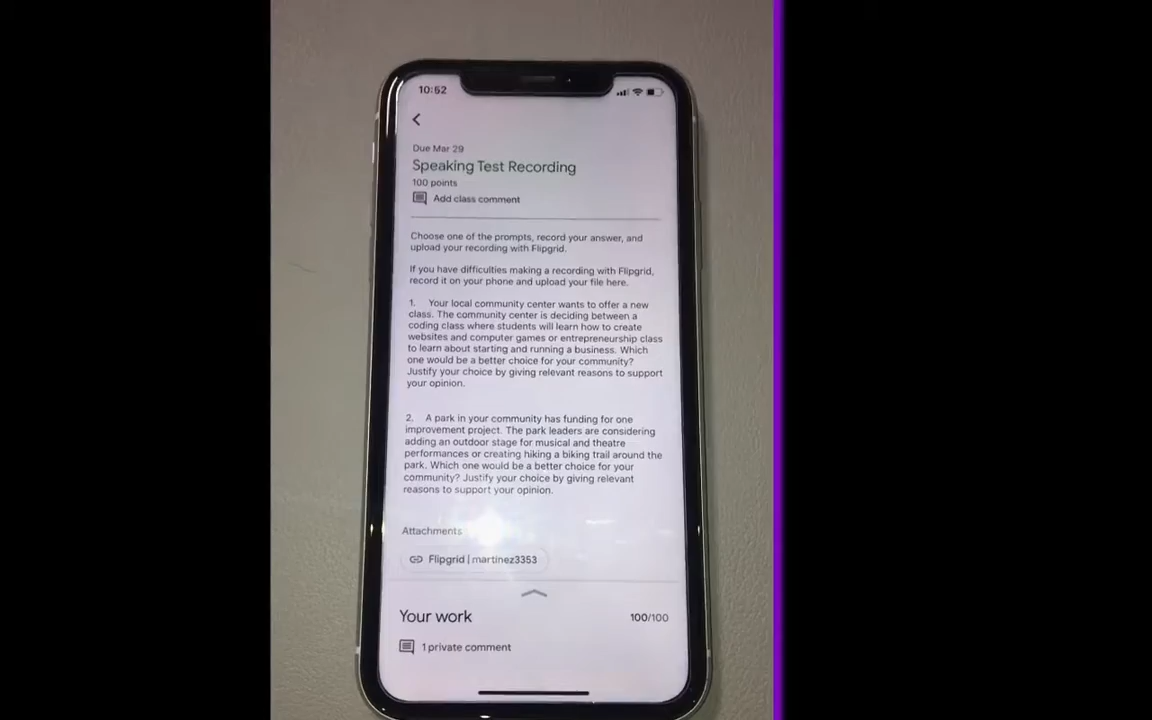 10:52
Due Mar 29
Speaking Test Recording
100 points
Add class comment
Choose one of the prompts, record your answer, and
upload your recording with Flipgrid.
If you have difficulties making a recording with Flipgrid,
record it on your phone and upload your file here.
1. Your local community center wants to offer a new
class. The community center is deciding between a
coding class where students will learn how to create
websites and computer games or entrepreneurship class
to learn about starting and running a business. Which
one would be a better choice for your community?
Justify your choice by giving relevant reasons to support
your opinion.
2. A park in your community has funding for one
improvement project. The park leaders are considering
adding an outdoor stage for musical and theatre
performances or creating hiking a biking trail around the
park. Which one would be a better choice for your
community? Justify your choice by giving relevant
reasons to support your opinion.
Attachments
Flipgrid | martinez3353
Your work 100/100
1 private comment